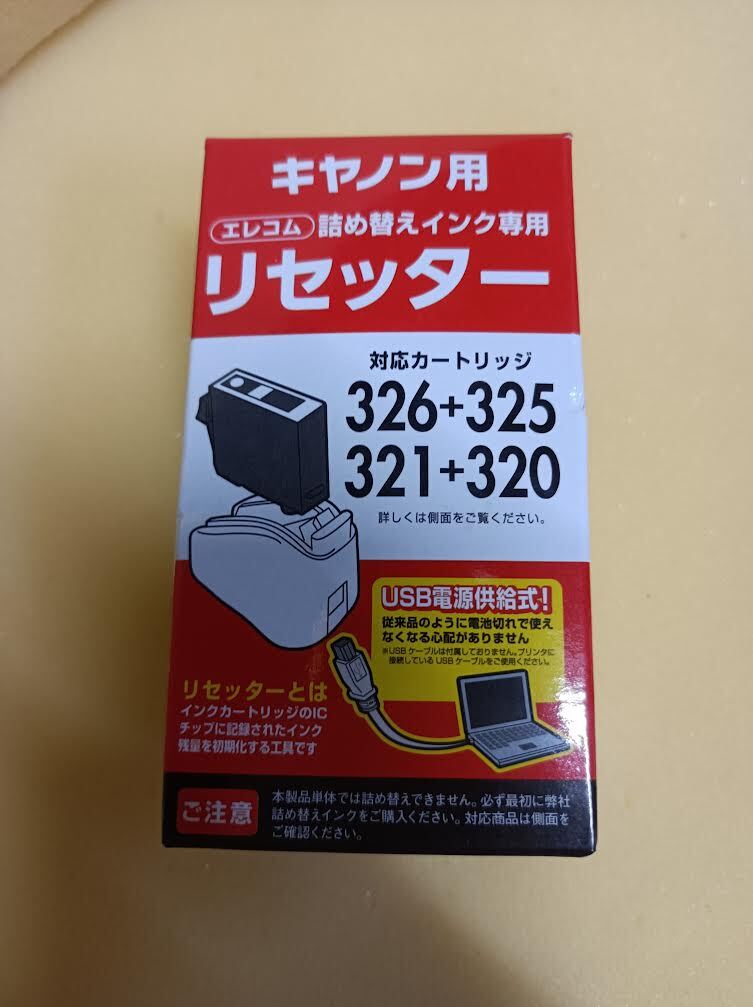 キヤノン用
エレコム 詰め替えインク専用
リセッター
対応カートリッジ
326+325
321+320
詳しくは側面をご覧ください。
USB電源供給式！
従来品のように電池切れで使え
なくなる心配がありません
※USBケーブルは付属しておりません。プリンタに
接続しているUSBケーブルをご使用ください。
リセッターとは
インクカートリッジのIC
チップに記録されたインク
残量を初期化する工具です
ご注意
本製品単体では詰め替えできません。必ず最初に弊社
詰め替えインクをご購入ください。対応商品は側面を
ご確認ください。